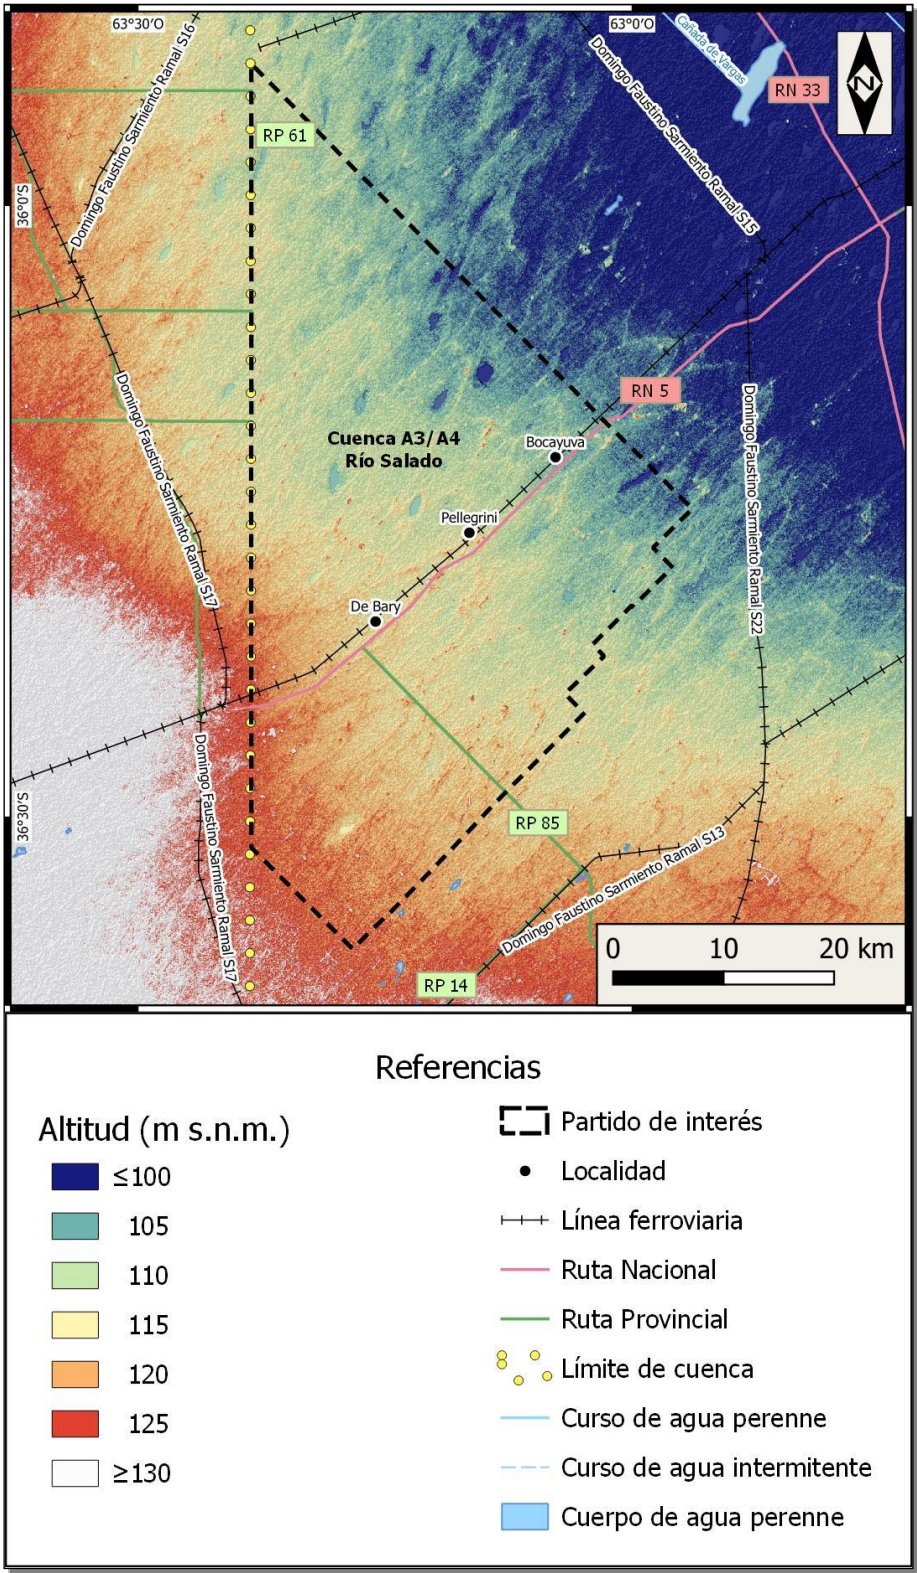 63°30'O
63°0'O
Domingo Faustino Sarmiento Ramal S16
Domingo Faustino Sarmiento Ramal S15
Cañada de Vargas
RN 33
N
RP 61
36°0'S
RN 5
Domingo Faustino Sarmiento Ramal S17
Cuenca A3/A4
Río Salado
Bocayuva
Domingo Faustino Sarmiento Ramal S22
Pellegrini
De Bary
Domingo Faustino Sarmiento Ramal S17
36°30'S
RP 85
Domingo Faustino Sarmiento Ramal S13
RP 14
0 10 20 km
Referencias
Altitud (m s.n.m.)
≤100
105
110
115
120
125
≥130
Partido de interés
Localidad
Línea ferroviaria
Ruta Nacional
Ruta Provincial
Límite de cuenca
Curso de agua perenne
Curso de agua intermitente
Cuerpo de agua perenne